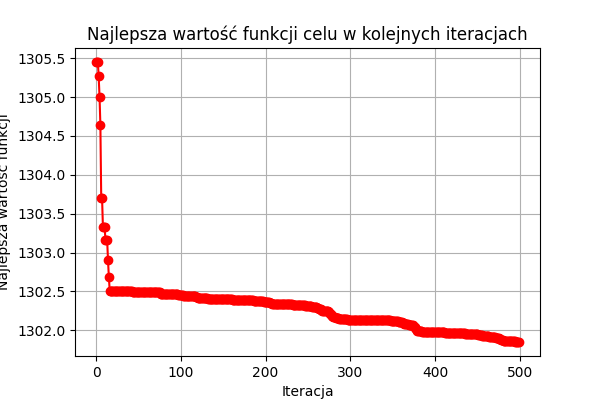 Najlepsza wartość funkcji celu w kolejnych iteracjach
Najlepsza wartość funkcji
1305.5
1305.0
1304.5
1304.0
1303.5
1303.0
1302.5
1302.0
0 100 200 300 400 500
Iteracja